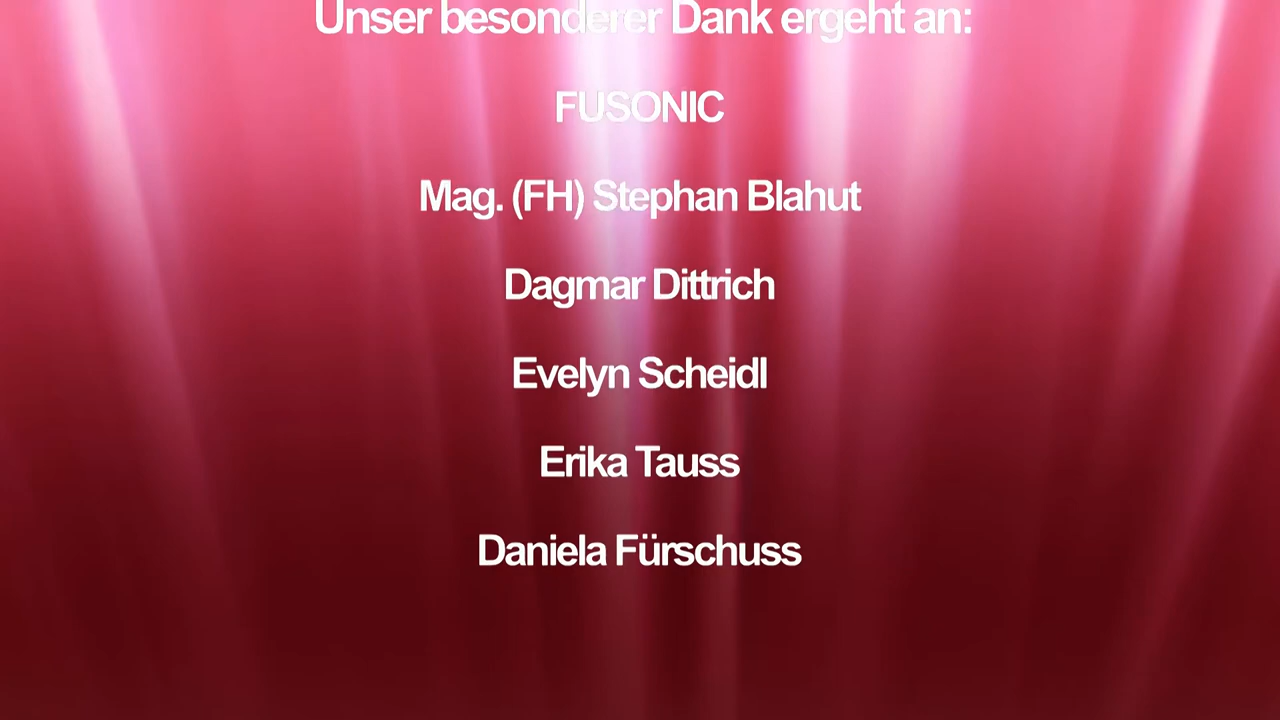 Unser besonderer Dank ergeht an:
FUSONIC
Mag. (FH) Stephan Blahut
Dagmar Dittrich
Evelyn Scheidl
Erika Tauss
Daniela Fürschuss